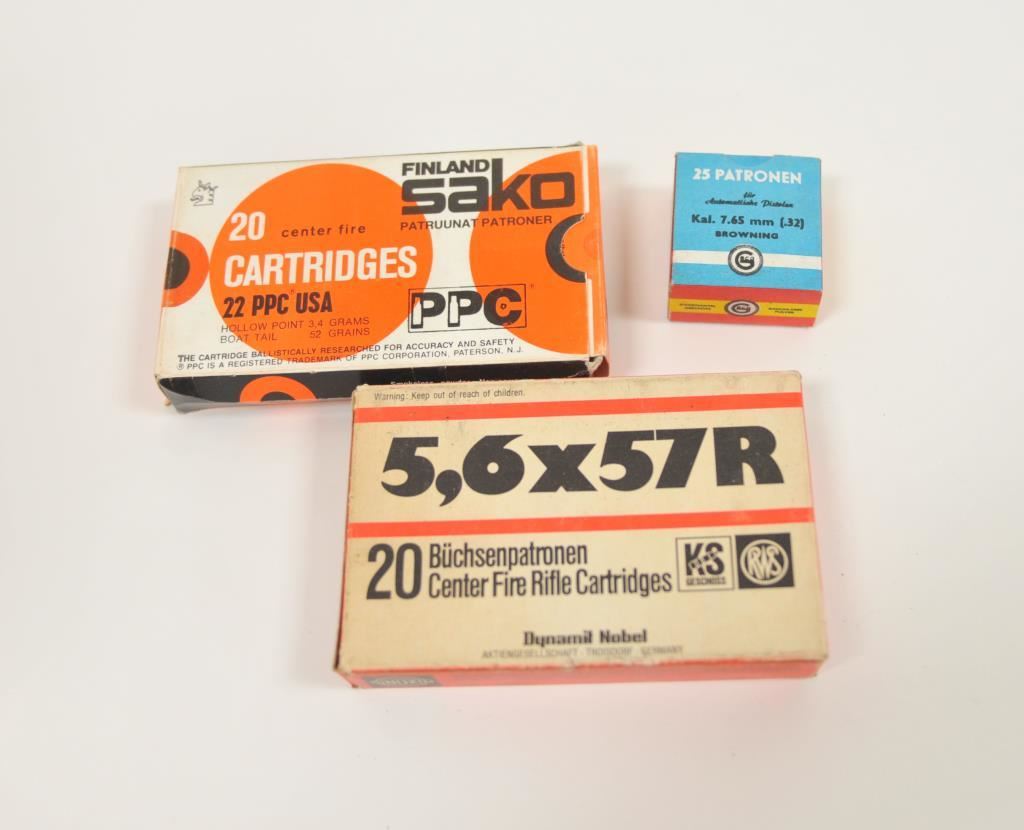 FINLAND
sako
PATRUUNAT PATRONER
20 center fire
CARTRIDGES
22 PPC USA
PPC®
HOLLOW POINT 3,4 GRAMS
BOAT TAIL 52 GRAINS
THE CARTRIDGE BALLISTICALLY RESEARCHED FOR ACCURACY AND SAFETY
® PPC IS A REGISTERED TRADEMARK OF PPC CORPORATION, PATERSON, N.J.
25 PATRONEN
für
Automatische Pistolen
Kal. 7.65 mm (.32)
BROWNING
Warning: Keep out of reach of children.
5,6x57R
20 Büchsenpatronen
Center Fire Rifle Cartridges
KS
GESCHOSS
RWS
Dynamit Nobel
AKTIENGESELLSCHAFT · TROISDORF · GERMANY